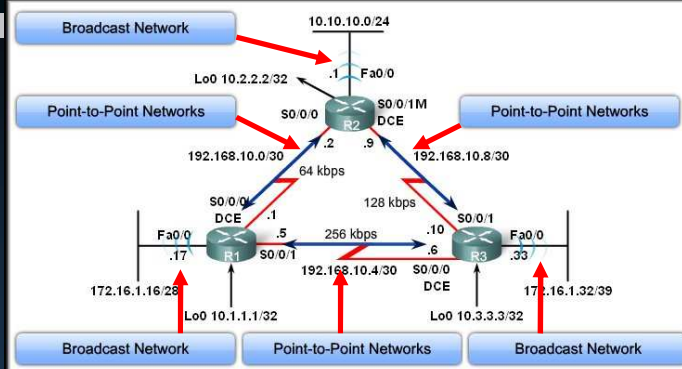 10.10.10.0/24
Broadcast Network
.1 Fa0/0
Lo0 10.2.2.2/32
Point-to-Point Networks
S0/0/0
R2
S0/0/1M
DCE
Point-to-Point Networks
.2
.9
192.168.10.0/30
192.168.10.8/30
64 kbps
128 kbps
S0/0/0
DCE
.1
S0/0/1
.10
Fa0/0
.17
R1
.5
S0/0/1
256 kbps
.6
R3
Fa0/0
.33
192.168.10.4/30
S0/0/0
DCE
172.16.1.16/28
172.16.1.32/39
Lo0 10.1.1.1/32
Lo0 10.3.3.3/32
Broadcast Network
Point-to-Point Networks
Broadcast Network